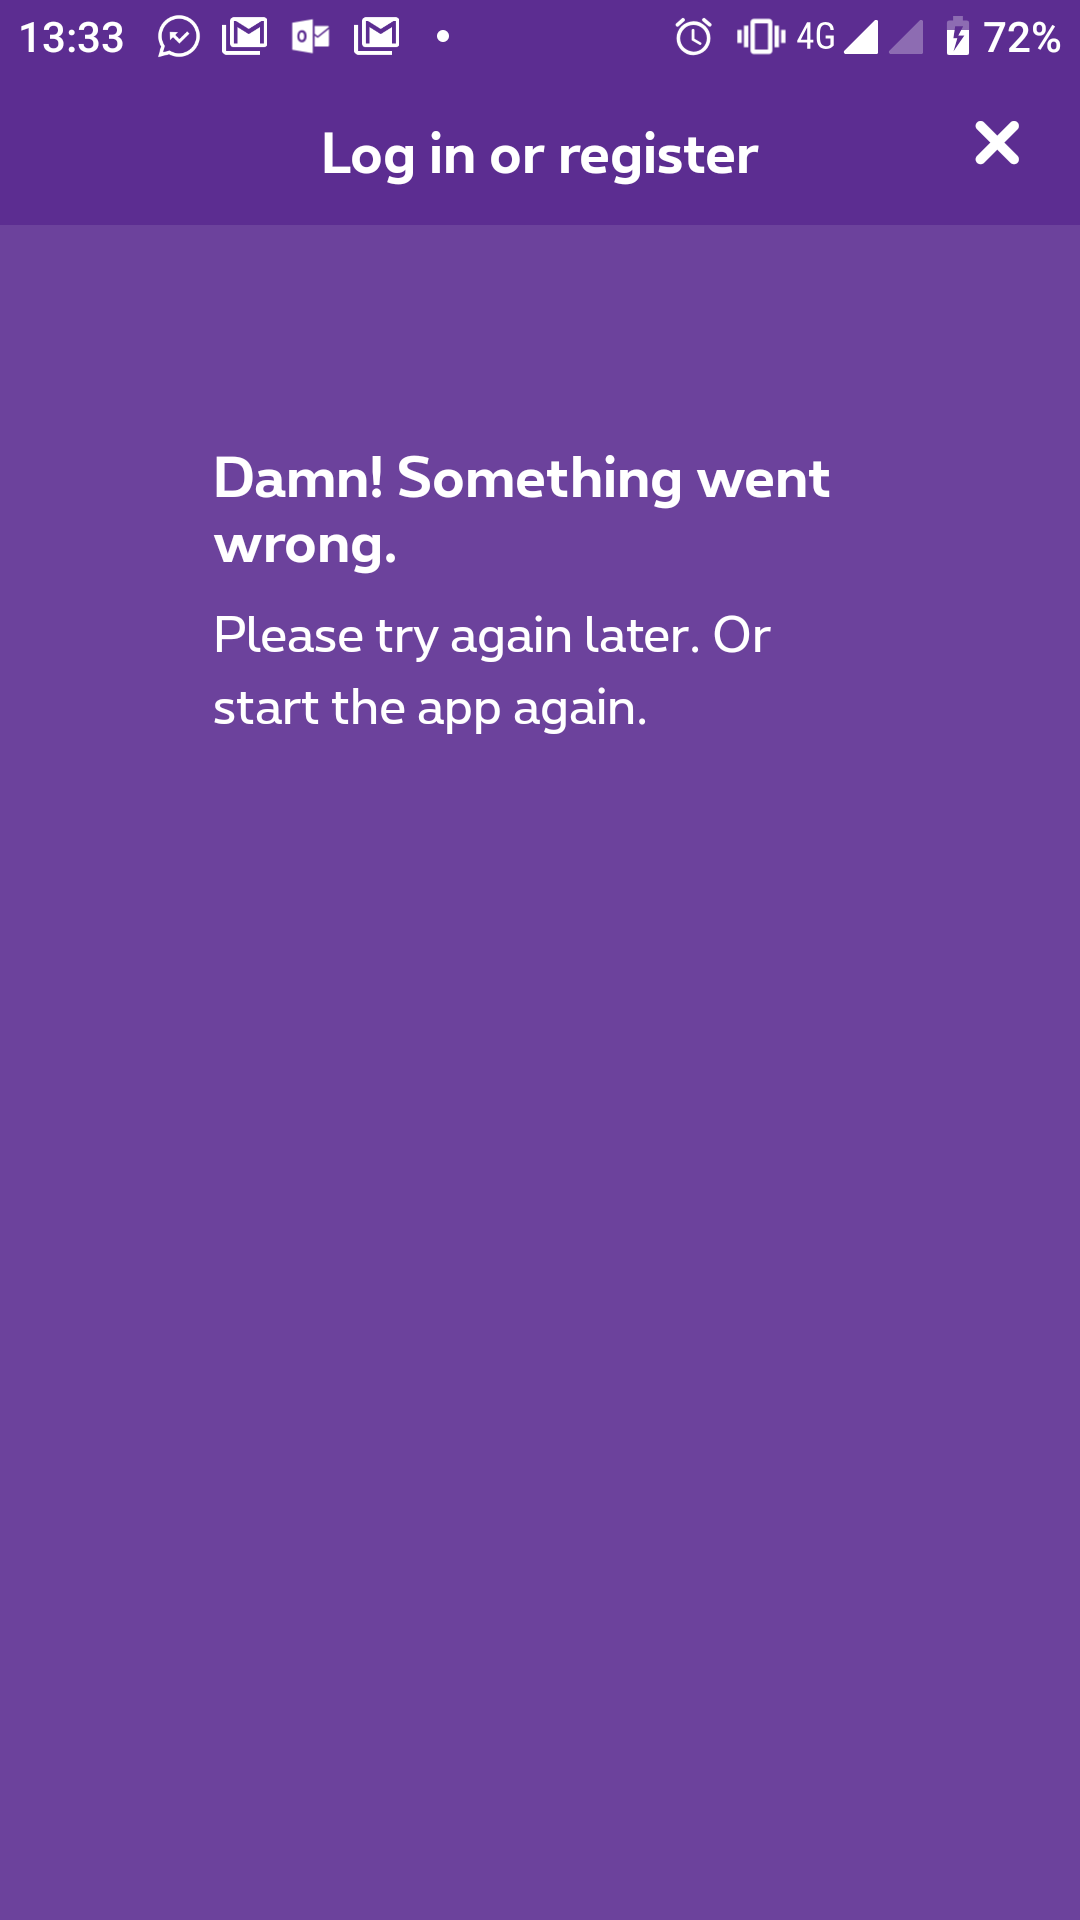 13:33 4G 72%
Log in or register
Damn! Something went
wrong.
Please try again later. Or
start the app again.